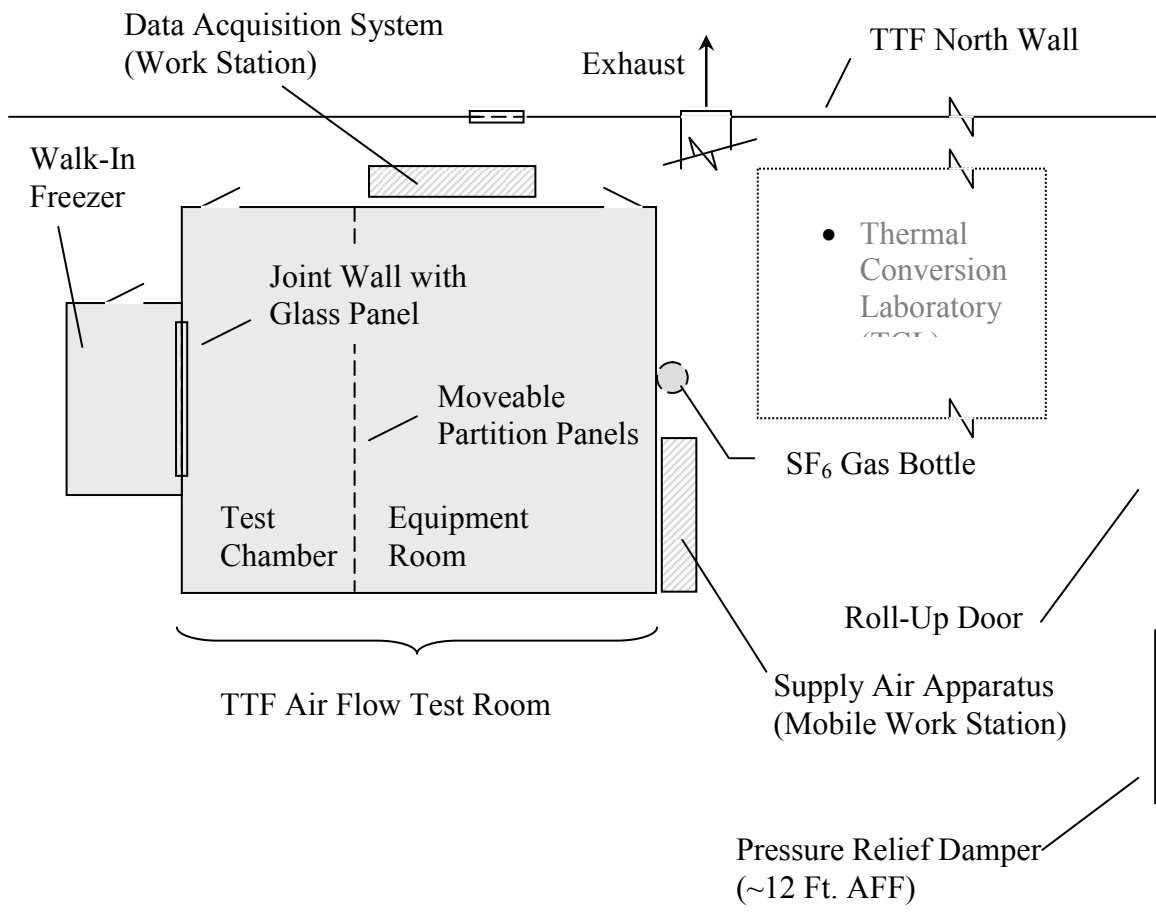 Data Acquisition System
(Work Station)
Exhaust
TTF North Wall
Walk-In
Freezer
Joint Wall with
Glass Panel
• Thermal
Conversion
Laboratory
Moveable
Partition Panels
SF₆ Gas Bottle
Test
Chamber
Equipment
Room
Roll-Up Door
TTF Air Flow Test Room
Supply Air Apparatus
(Mobile Work Station)
Pressure Relief Damper
(~12 Ft. AFF)